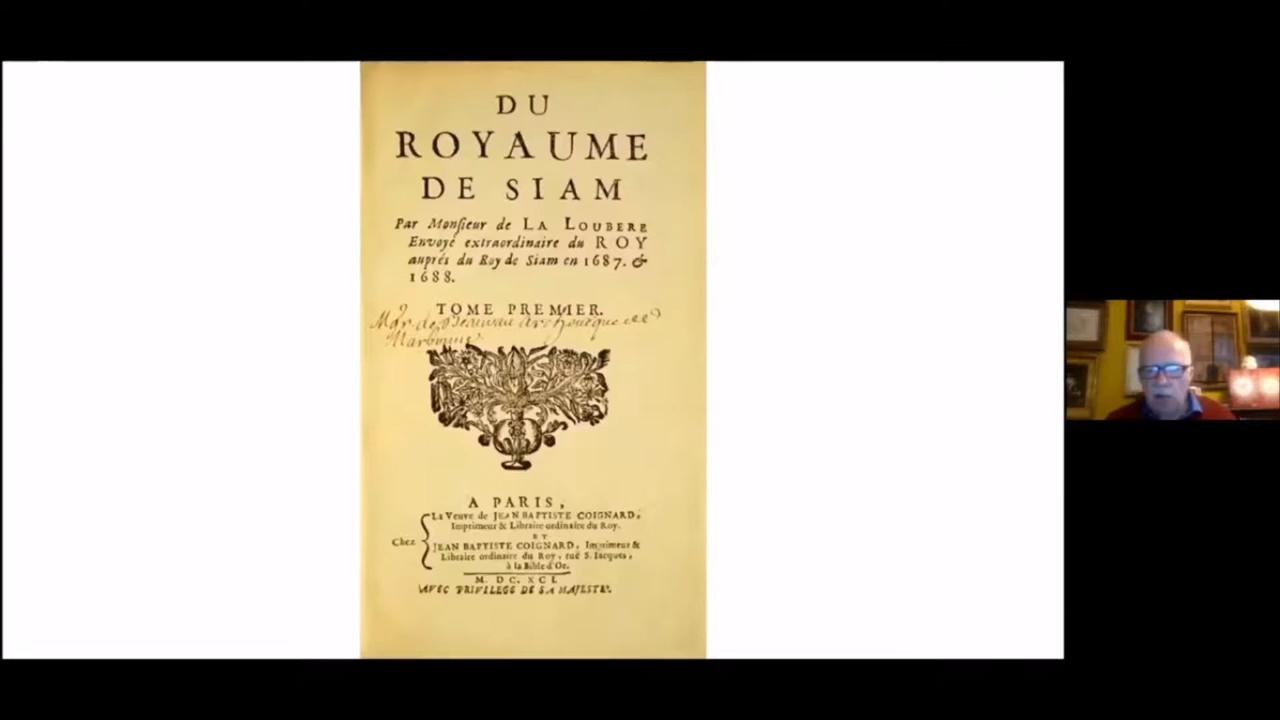 DU
ROYAUME
DE SIAM
Par Monſieur de LA LOUBERE
Envoyé extraordinaire du ROY
auprés du Roy de Siam en 1687. &
1688.
TOME PREMIER.
A PARIS,
Chez
La Veuve de JEAN BAPTISTE COIGNARD,
Imprimeur & Libraire ordinaire du Roy.
ET
JEAN BAPTISTE COIGNARD, Imprimeur &
Libraire ordinaire du Roy, ruë S. Jacques,
à la Bible d'Or.
M. DC. XCI.
AVEC PRIVILEGE DE SA MAJESTE'.